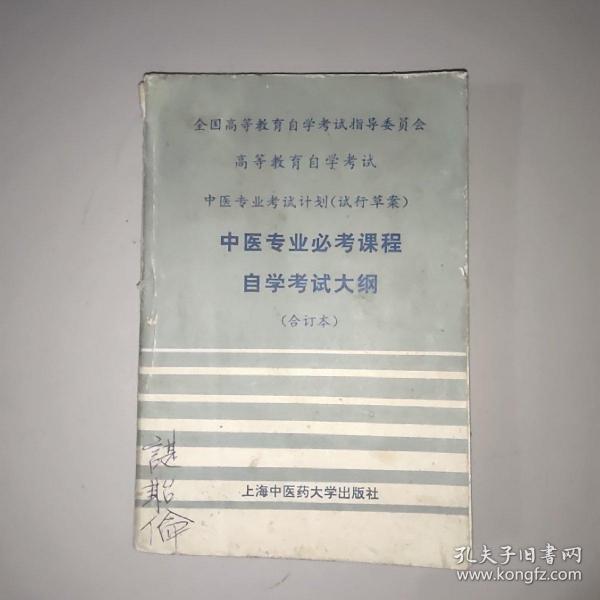 全国高等教育自学考试指导委员会
高等教育自学考试
中医专业考试计划(试行草案)
中医专业必考课程
自学考试大纲
(合订本)
上海中医药大学出版社
孔夫子旧书网
www.kongfz.com